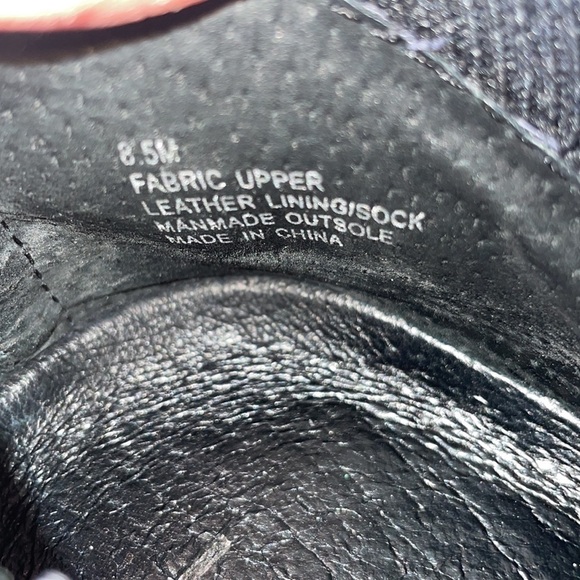 8.5M
FABRIC UPPER
LEATHER LINING/SOCK
MANMADE OUTSOLE
MADE IN CHINA